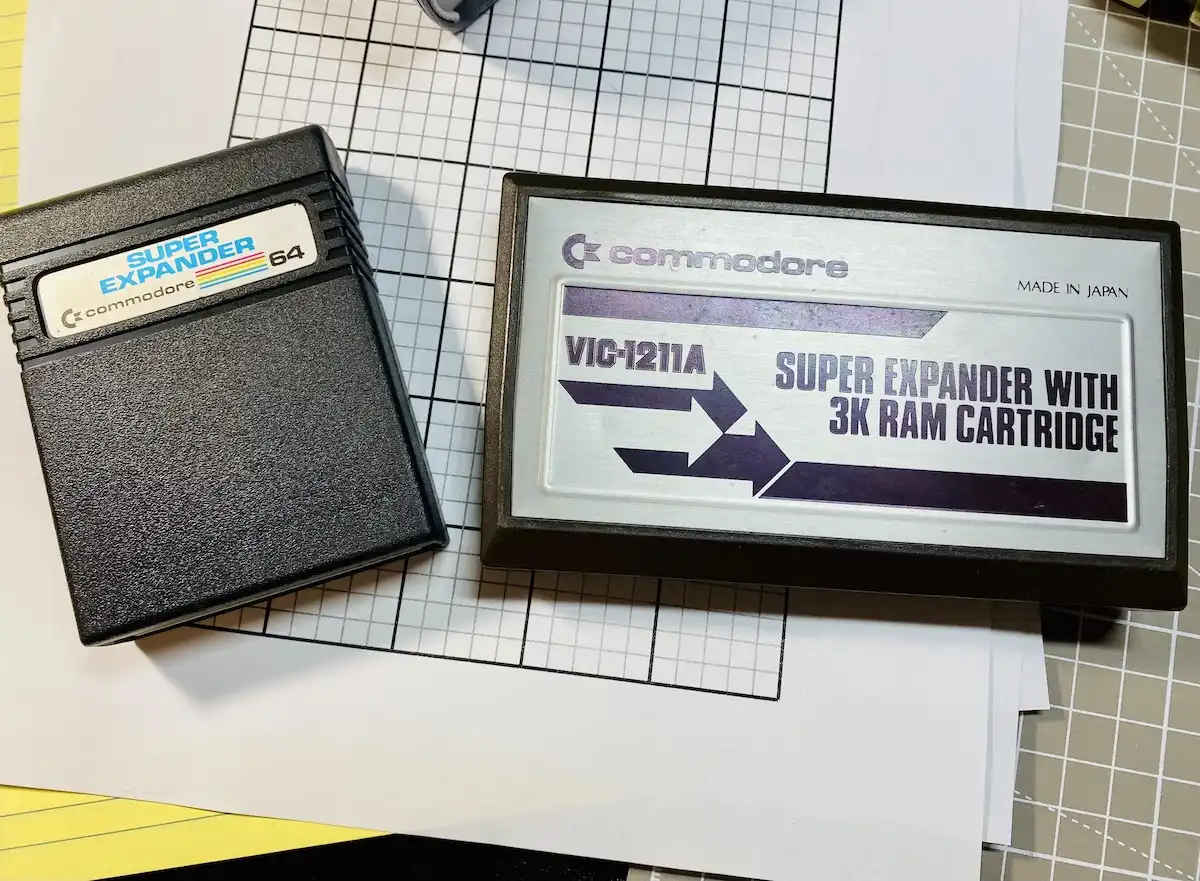 SUPER
EXPANDER
commodore 64
commodore
MADE IN JAPAN
VIC-1211A
SUPER EXPANDER WITH
3K RAM CARTRIDGE